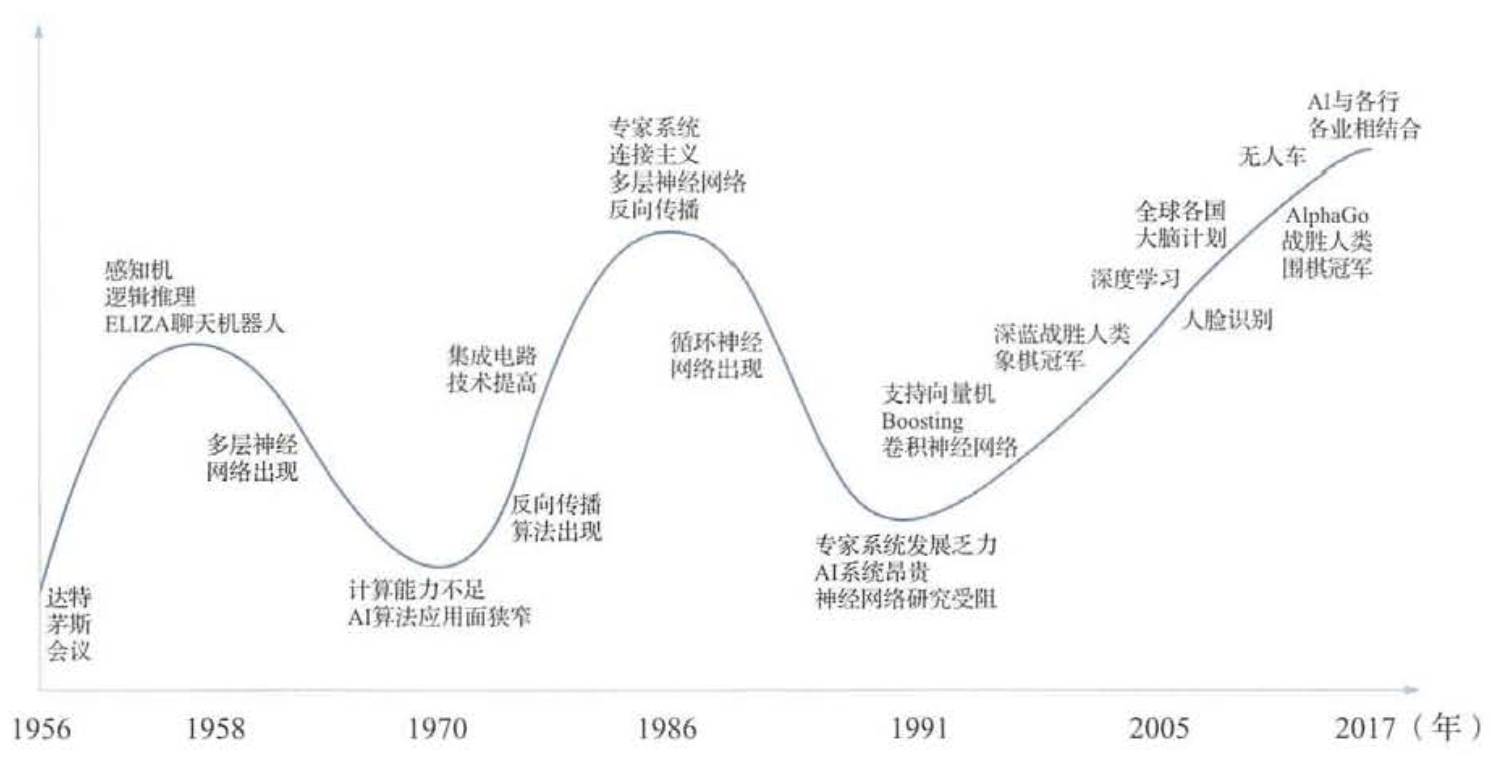 AI与各行
各业相结合
专家系统
连接主义
多层神经网络
反向传播
无人车
全球各国
大脑计划
AlphaGo
战胜人类
围棋冠军
感知机
逻辑推理
ELIZA聊天机器人
深度学习
人脸识别
集成电路
技术提高
循环神经
网络出现
深蓝战胜人类
象棋冠军
支持向量机
Boosting
卷积神经网络
多层神经
网络出现
反向传播
算法出现
专家系统发展乏力
AI系统昂贵
神经网络研究受阻
计算能力不足
AI算法应用面狭窄
达特
茅斯
会议
1956 1958 1970 1986 1991 2005 2017（年）